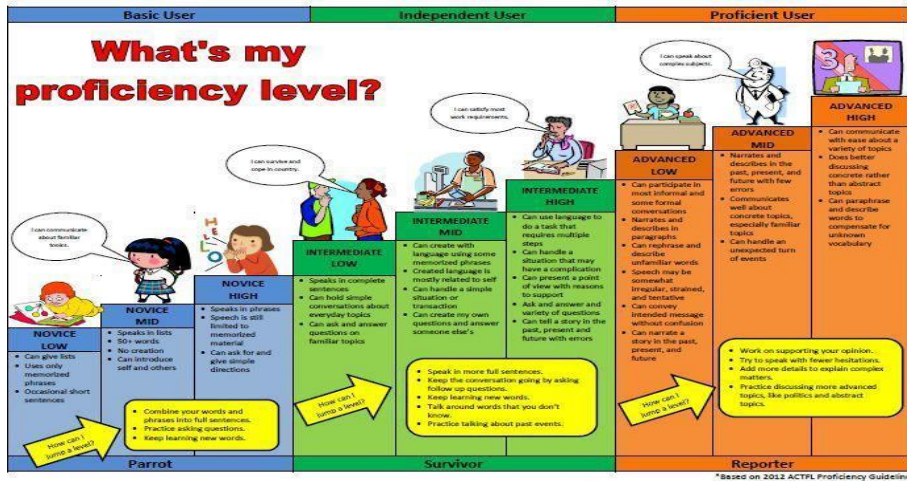 Basic User
Independent User
Proficient User
What's my
proficiency level?
I can communicate
about familiar
topics.
I can survive and
cope in country.
I can satisfy most
work requirements.
I can speak about
complex subjects.
HELLO
3
NOVICE
LOW
• Can give lists
• Uses only
memorized
phrases
• Occasional short
sentences
NOVICE
MID
• Speaks in lists
• 50+ words
• No creation
• Can introduce
self and others
NOVICE
HIGH
• Speaks in phrases
• Speech is still
limited to
memorized
material
• Can ask for and
give simple
directions
INTERMEDIATE
LOW
• Speaks in complete
sentences
• Can hold simple
conversations about
everyday topics
• Can ask and answer
questions on
familiar topics
INTERMEDIATE
MID
• Can create with
language using some
memorized phrases
• Created language is
mostly related to self
• Can handle a simple
situation or
transaction
• Can create my own
questions and answer
someone else's
INTERMEDIATE
HIGH
• Can use language to
do a task that
requires multiple
steps
• Can handle a
situation that may
have a complication
• Can present a point
of view with reasons
to support
• Ask and answer and
variety of questions
• Can tell a story in the
past, present and
future with errors
ADVANCED
LOW
• Can participate in
most informal and
some formal
conversations
• Narrates and
describes in
paragraphs
• Can rephrase and
describe
unfamiliar words
• Speech may be
somewhat
irregular, strained,
and tentative
• Can convey
intended message
without confusion
• Can narrate a
story in the past,
present, and
future
ADVANCED
MID
• Narrates and
describes in the
past, present, and
future with few
errors
• Communicates
well about
concrete topics,
especially familiar
topics
• Can handle an
unexpected turn of
events
ADVANCED
HIGH
• Can communicate
with ease about a
variety of topics
• Does better
discussing
concrete rather
than abstract
topics
• Can paraphrase
and describe
words to
compensate for
unknown
vocabulary
How can I
jump a level?
• Combine your words and
phrases into full sentences.
• Practice asking questions.
• Keep learning new words.
How can I
jump a level?
• Speak in more full sentences.
• Keep the conversation going by asking
follow up questions.
• Keep learning new words.
• Talk around words that you don't
know.
• Practice talking about past events.
How can I
jump a level?
• Work on supporting your opinion.
• Try to speak with fewer hesitations.
• Add more details to explain complex
matters.
• Practice discussing more advanced
topics, like politics and abstract
topics.
Parrot
Survivor
Reporter
*Based on 2012 ACTFL Proficiency Guideline